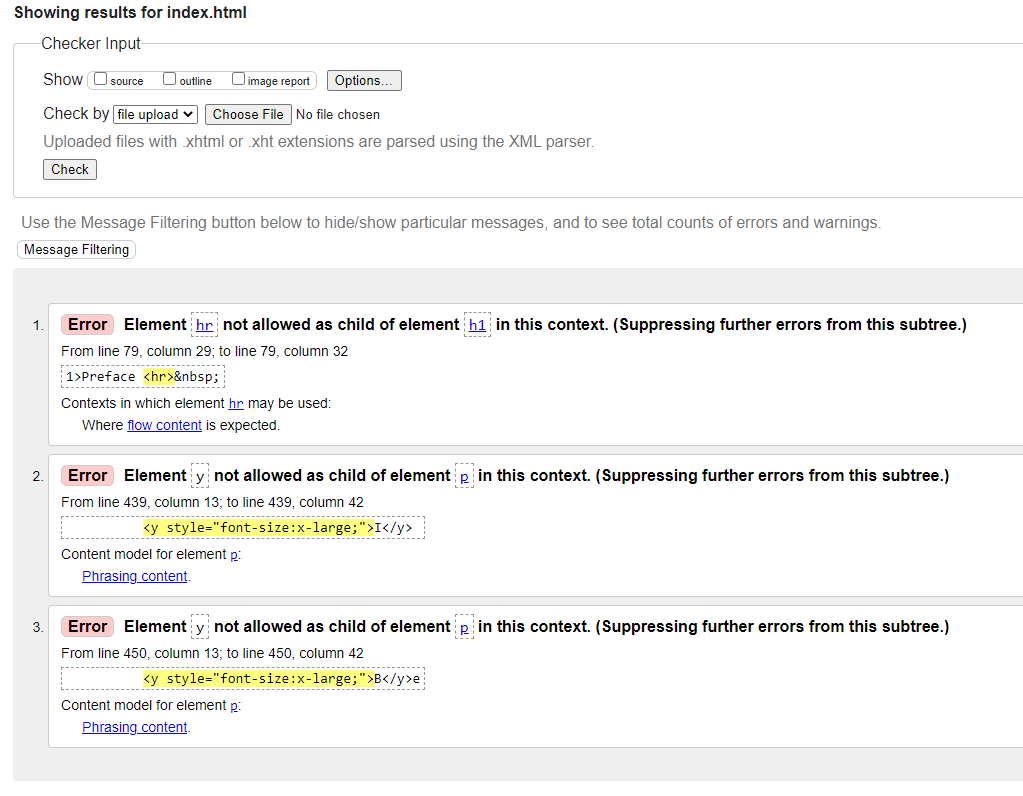 Showing results for index.html
Checker Input
Show source outline image report Options...
Check by file upload Choose File No file chosen
Uploaded files with .xhtml or .xht extensions are parsed using the XML parser.
Check
Use the Message Filtering button below to hide/show particular messages, and to see total counts of errors and warnings.
Message Filtering
1. Error Element hr not allowed as child of element h1 in this context. (Suppressing further errors from this subtree.)
From line 79, column 29; to line 79, column 32
1>Preface <hr>&nbsp;
Contexts in which element hr may be used:
Where flow content is expected.
2. Error Element y not allowed as child of element p in this context. (Suppressing further errors from this subtree.)
From line 439, column 13; to line 439, column 42
<y style="font-size:x-large;">I</y>
Content model for element p:
Phrasing content.
3. Error Element y not allowed as child of element p in this context. (Suppressing further errors from this subtree.)
From line 450, column 13; to line 450, column 42
<y style="font-size:x-large;">B</y>e
Content model for element p:
Phrasing content.